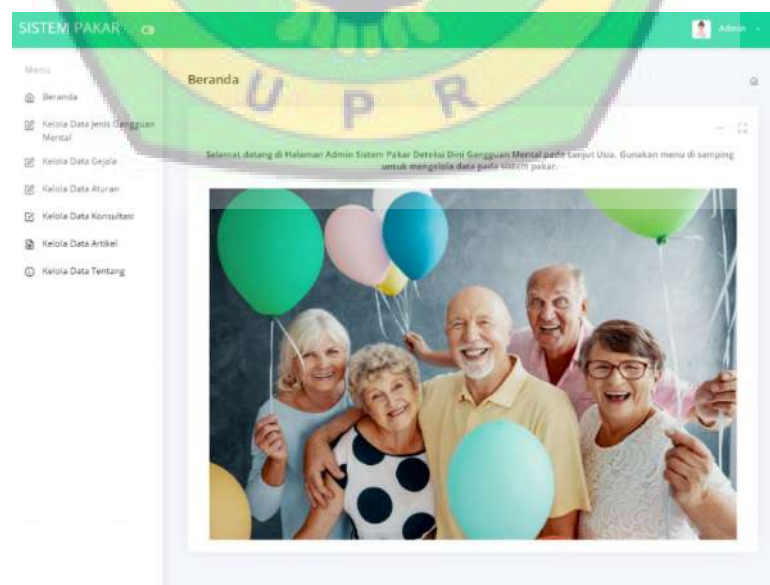 SISTEM PAKAR
Admin
Menu
Beranda
Kelola Data Jenis Gangguan
Mental
Kelola Data Gejala
Kelola Data Aturan
Kelola Data Konsultasi
Kelola Data Artikel
Kelola Data Tentang
Beranda
UPR
Selamat datang di Halaman Admin Sistem Pakar Deteksi Dini Gangguan Mental pada Lanjut Usia. Gunakan menu di samping
untuk mengelola data pada sistem pakar.